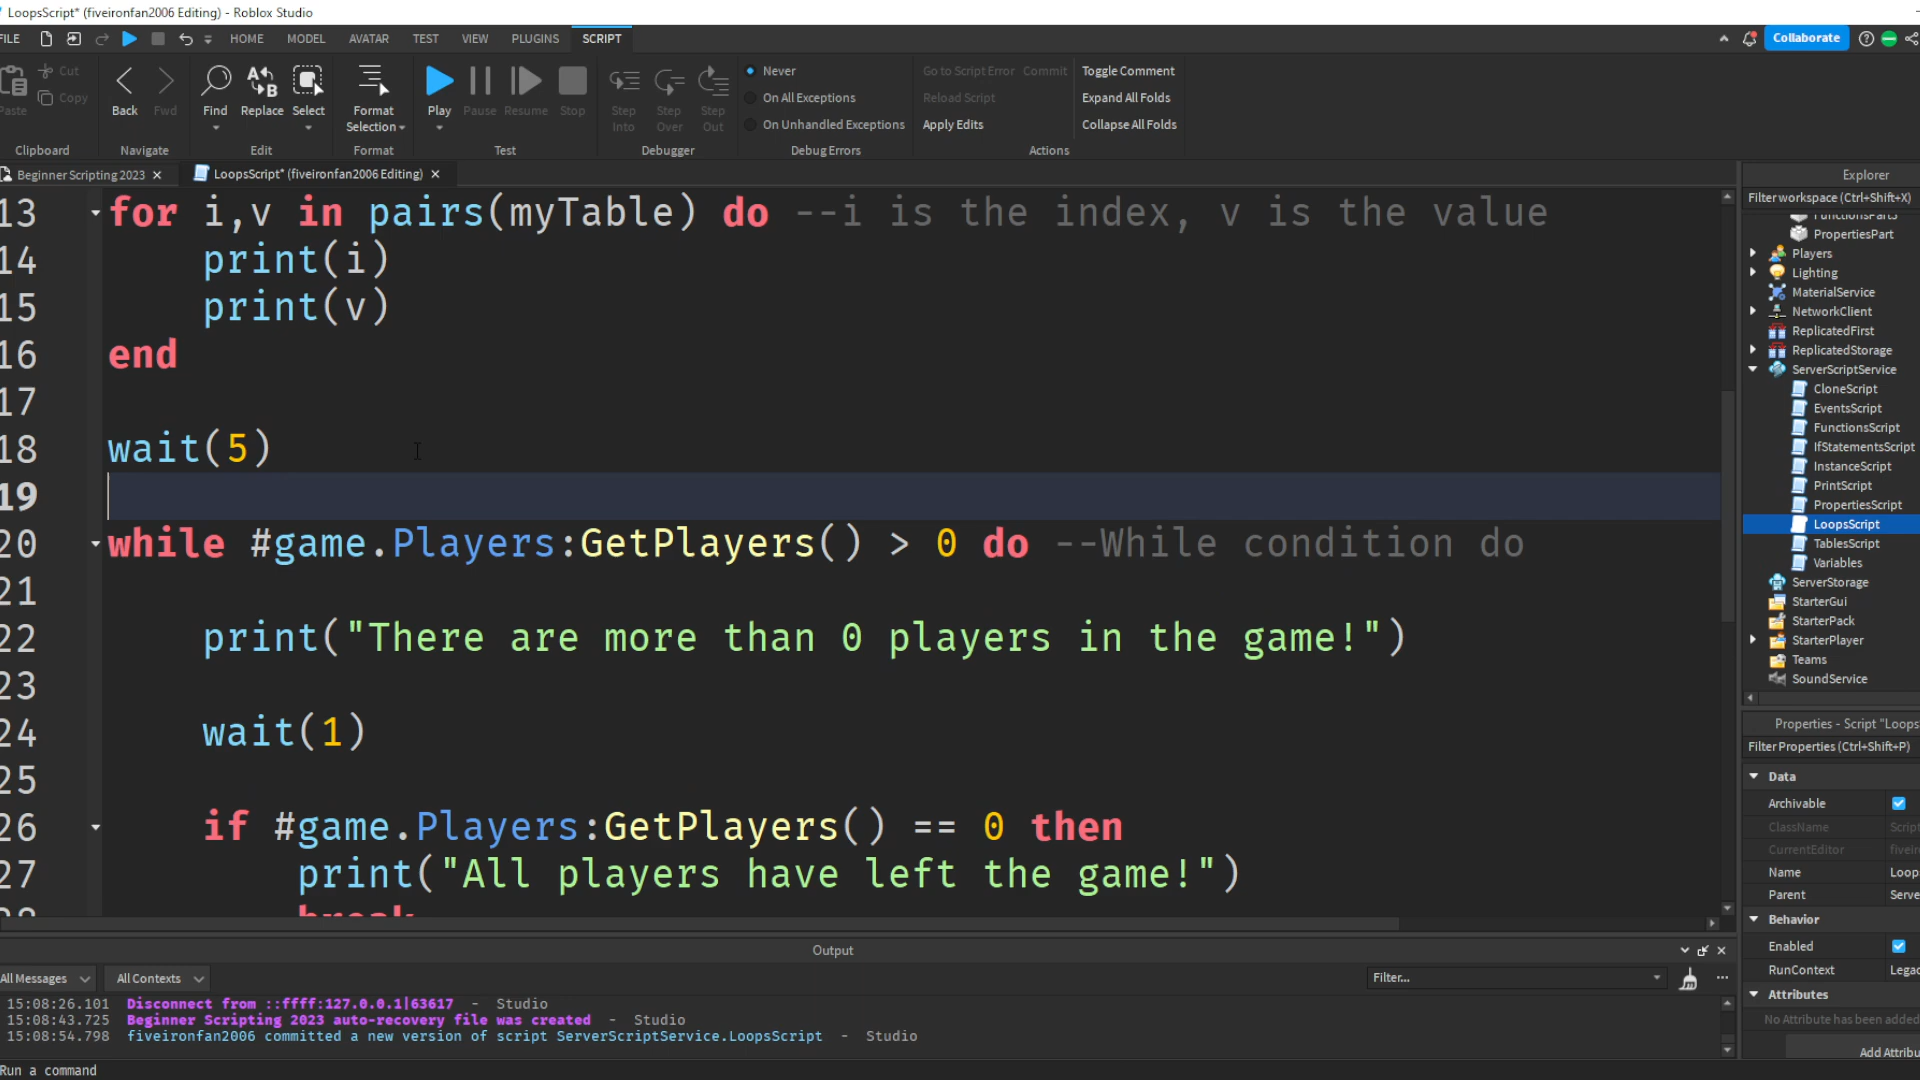 LoopsScript* (fiveironfan2006 Editing) - Roblox Studio
FILE HOME MODEL AVATAR TEST VIEW PLUGINS SCRIPT Collaborate
Cut
Copy
Paste
Back Fwd
Find Replace Select
Format
Selection
Play Pause Resume Stop
Step
Into
Step
Over
Step
Out
Never
On All Exceptions
On Unhandled Exceptions
Go to Script Error Commit
Reload Script
Apply Edits
Toggle Comment
Expand All Folds
Collapse All Folds
Clipboard Navigate Edit Format Test Debugger Debug Errors Actions
Beginner Scripting 2023 LoopsScript* (fiveironfan2006 Editing)
13 for i,v in pairs(myTable) do --i is the index, v is the value
14 print(i)
15 print(v)
16 end
17
18 wait(5)
19
20 while #game.Players:GetPlayers() > 0 do --While condition do
21
22 print("There are more than 0 players in the game!")
23
24 wait(1)
25
26 if #game.Players:GetPlayers() == 0 then
27 print("All players have left the game!")
28 break
Explorer
Filter workspace (Ctrl+Shift+X)
PropertiesPart
Players
Lighting
MaterialService
NetworkClient
ReplicatedFirst
ReplicatedStorage
ServerScriptService
CloneScript
EventsScript
FunctionsScript
IfStatementsScript
InstanceScript
PrintScript
PropertiesScript
LoopsScript
TablesScript
Variables
ServerStorage
StarterGui
StarterPack
StarterPlayer
Teams
SoundService
Properties - Script "Loops
Filter Properties (Ctrl+Shift+P)
Data
Archivable
ClassName Script
CurrentEditor fivei
Name Loop
Parent Serve
Behavior
Enabled
RunContext Legac
Attributes
No Attribute has been added
Add Attribu
Output
All Messages All Contexts Filter...
15:08:26.101 Disconnect from ::ffff:127.0.0.1|63617 - Studio
15:08:43.725 Beginner Scripting 2023 auto-recovery file was created - Studio
15:08:54.798 fiveironfan2006 committed a new version of script ServerScriptService.LoopsScript - Studio
Run a command